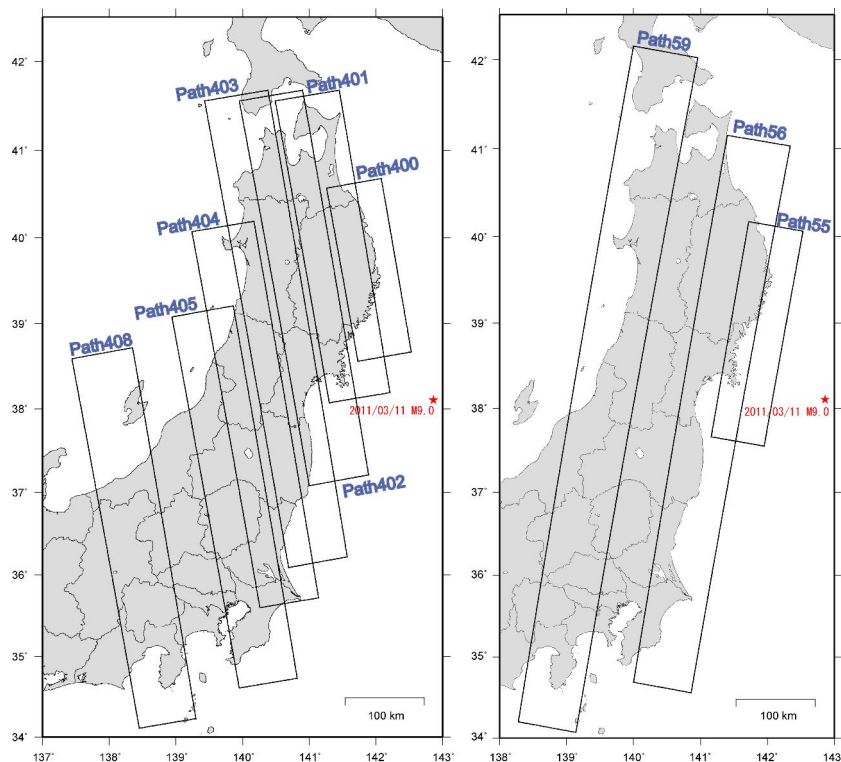 42˚
41˚
40˚
39˚
38˚
37˚
36˚
35˚
34˚
137˚
138˚
139˚
140˚
141˚
142˚
143˚
Path403
Path401
Path400
Path404
Path405
Path408
2011/03/11 M9.0
Path402
100 km
42˚
41˚
40˚
39˚
38˚
37˚
36˚
35˚
34˚
138˚
139˚
140˚
141˚
142˚
143˚
Path59
Path56
Path55
2011/03/11 M9.0
100 km